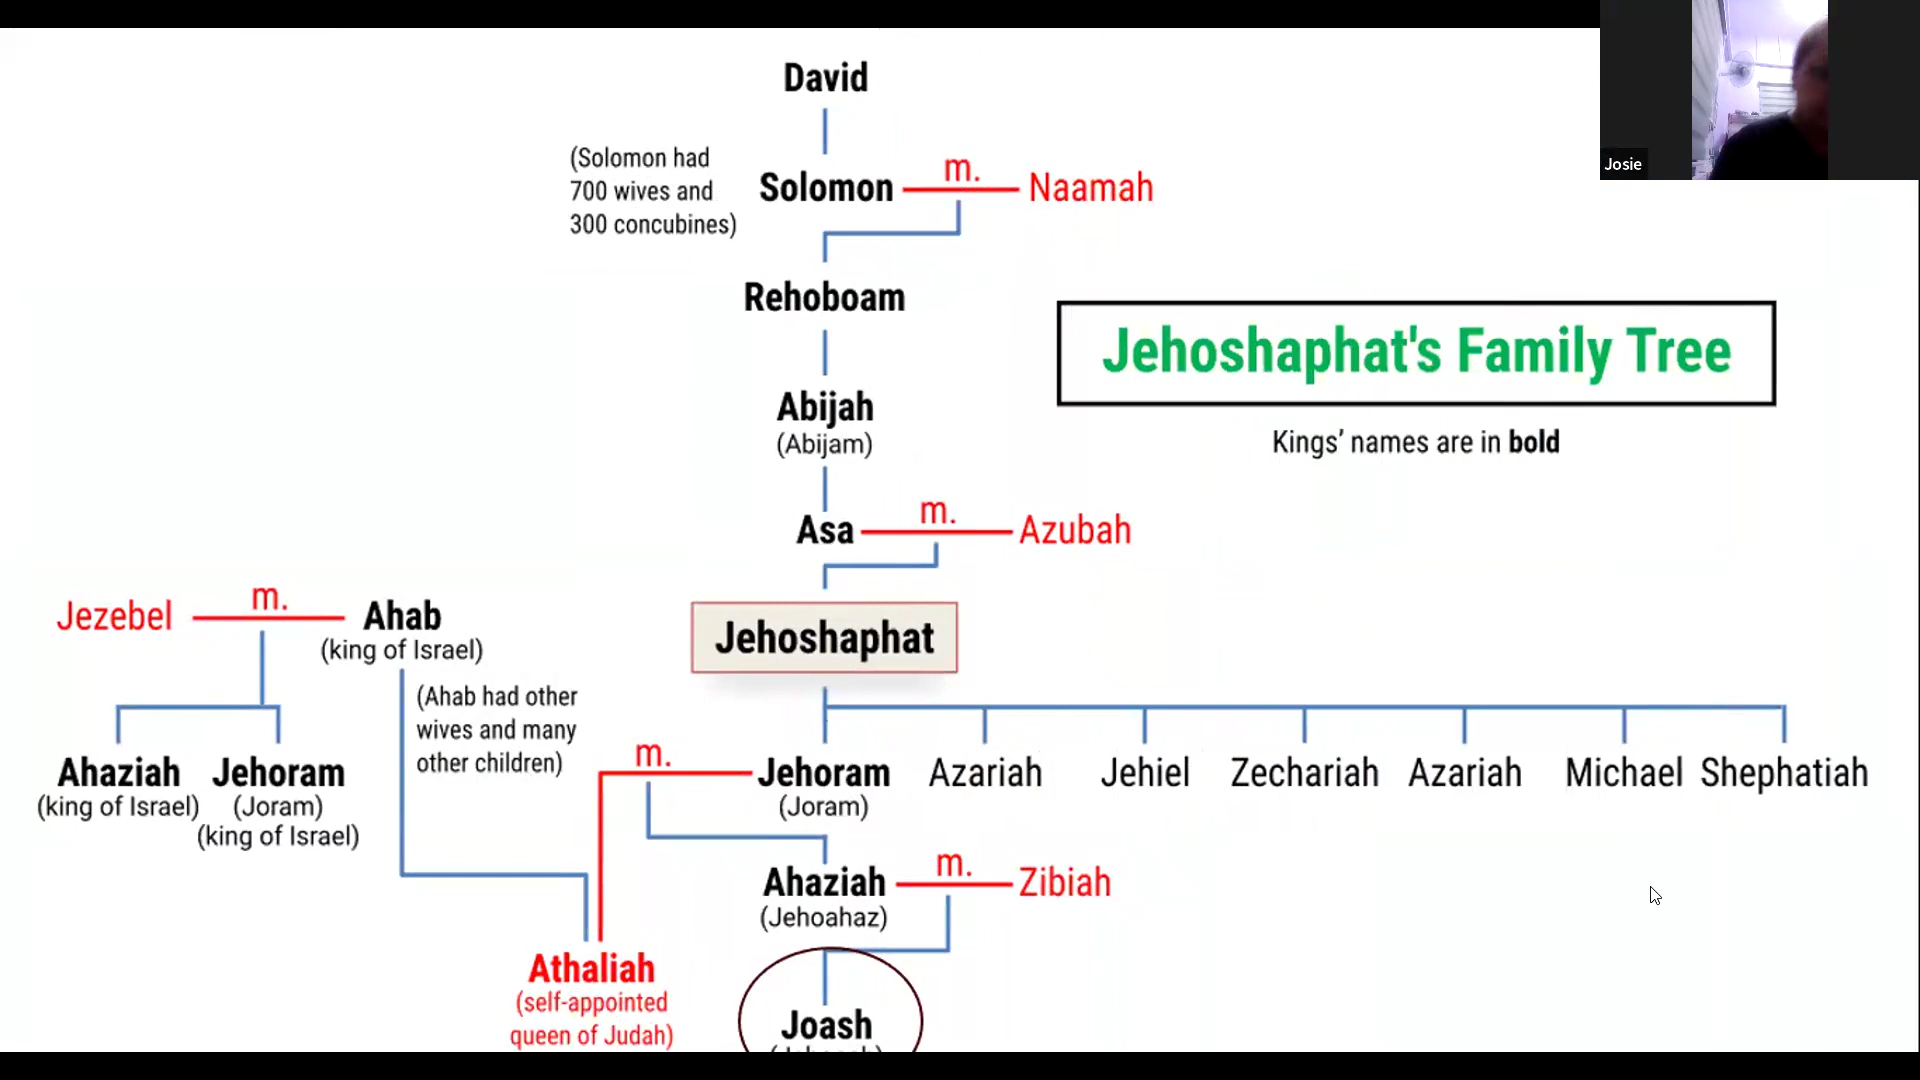 David
(Solomon had
700 wives and
300 concubines)
Solomon
m.
Naamah
Rehoboam
Abijah
(Abijam)
Asa
m.
Azubah
Jehoshaphat's Family Tree
Kings' names are in bold
Jezebel
m.
Ahab
(king of Israel)
(Ahab had other
wives and many
other children)
Jehoshaphat
Ahaziah
(king of Israel)
Jehoram
(Joram)
(king of Israel)
m.
Jehoram
(Joram)
Azariah
Jehiel
Zechariah
Azariah
Michael
Shephatiah
Ahaziah
(Jehoahaz)
m.
Zibiah
Athaliah
(self-appointed
queen of Judah)
Joash
Josie